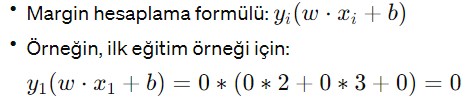 • Margin hesaplama formülü: y_i(w · x_i + b)
• Örneğin, ilk eğitim örneği için:
y_1(w · x_1 + b) = 0 * (0 * 2 + 0 * 3 + 0) = 0